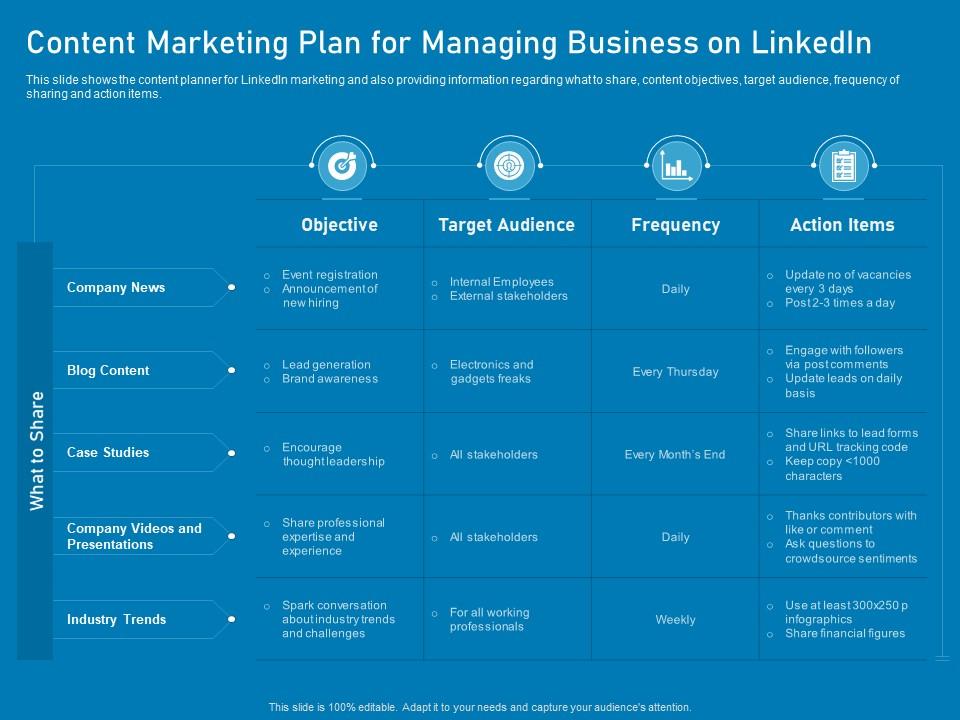 Content Marketing Plan for Managing Business on LinkedIn
This slide shows the content planner for LinkedIn marketing and also providing information regarding what to share, content objectives, target audience, frequency of
sharing and action items.
Objective
Target Audience
Frequency
Action Items
What to Share
Company News
Event registration
Announcement of
new hiring
Internal Employees
External stakeholders
Daily
Update no of vacancies
every 3 days
Post 2-3 times a day
Blog Content
Lead generation
Brand awareness
Electronics and
gadgets freaks
Every Thursday
Engage with followers
via post comments
Update leads on daily
basis
Case Studies
Encourage
thought leadership
All stakeholders
Every Month's End
Share links to lead forms
and URL tracking code
Keep copy <1000
characters
Company Videos and
Presentations
Share professional
expertise and
experience
All stakeholders
Daily
Thanks contributors with
like or comment
Ask questions to
crowdsource sentiments
Industry Trends
Spark conversation
about industry trends
and challenges
For all working
professionals
Weekly
Use at least 300x250 p
infographics
Share financial figures
This slide is 100% editable. Adapt it to your needs and capture your audience's attention.